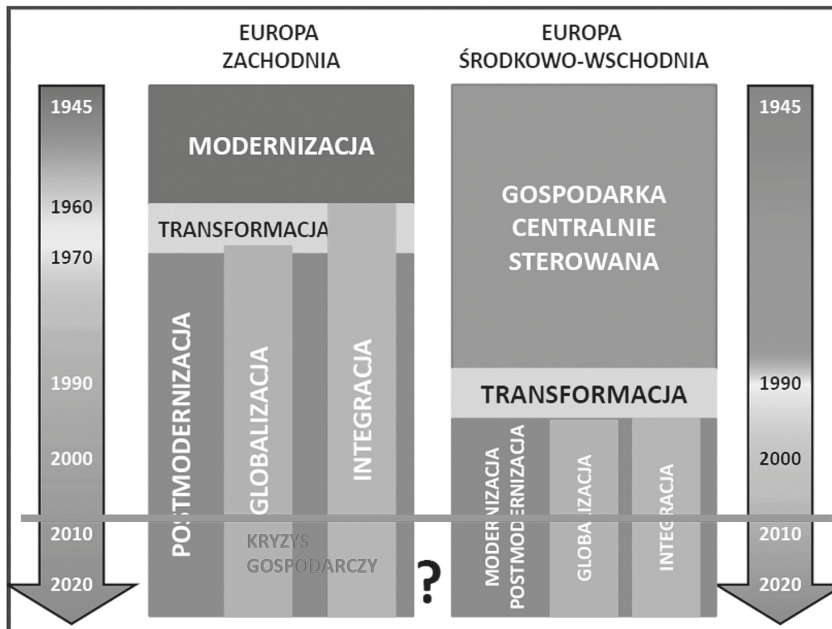 EUROPA
ZACHODNIA
EUROPA
ŚRODKOWO-WSCHODNIA
1945
1960
1970
1990
2000
2010
2020
MODERNIZACJA
TRANSFORMACJA
POSTMODERNIZACJA
GLOBALIZACJA
INTEGRACJA
KRYZYS
GOSPODARCZY
?
GOSPODARKA
CENTRALNIE
STEROWANA
TRANSFORMACJA
MODERNIZACJA
POSTMODERNIZACJA
GLOBALIZACJA
INTEGRACJA
1945
1990
2000
2010
2020